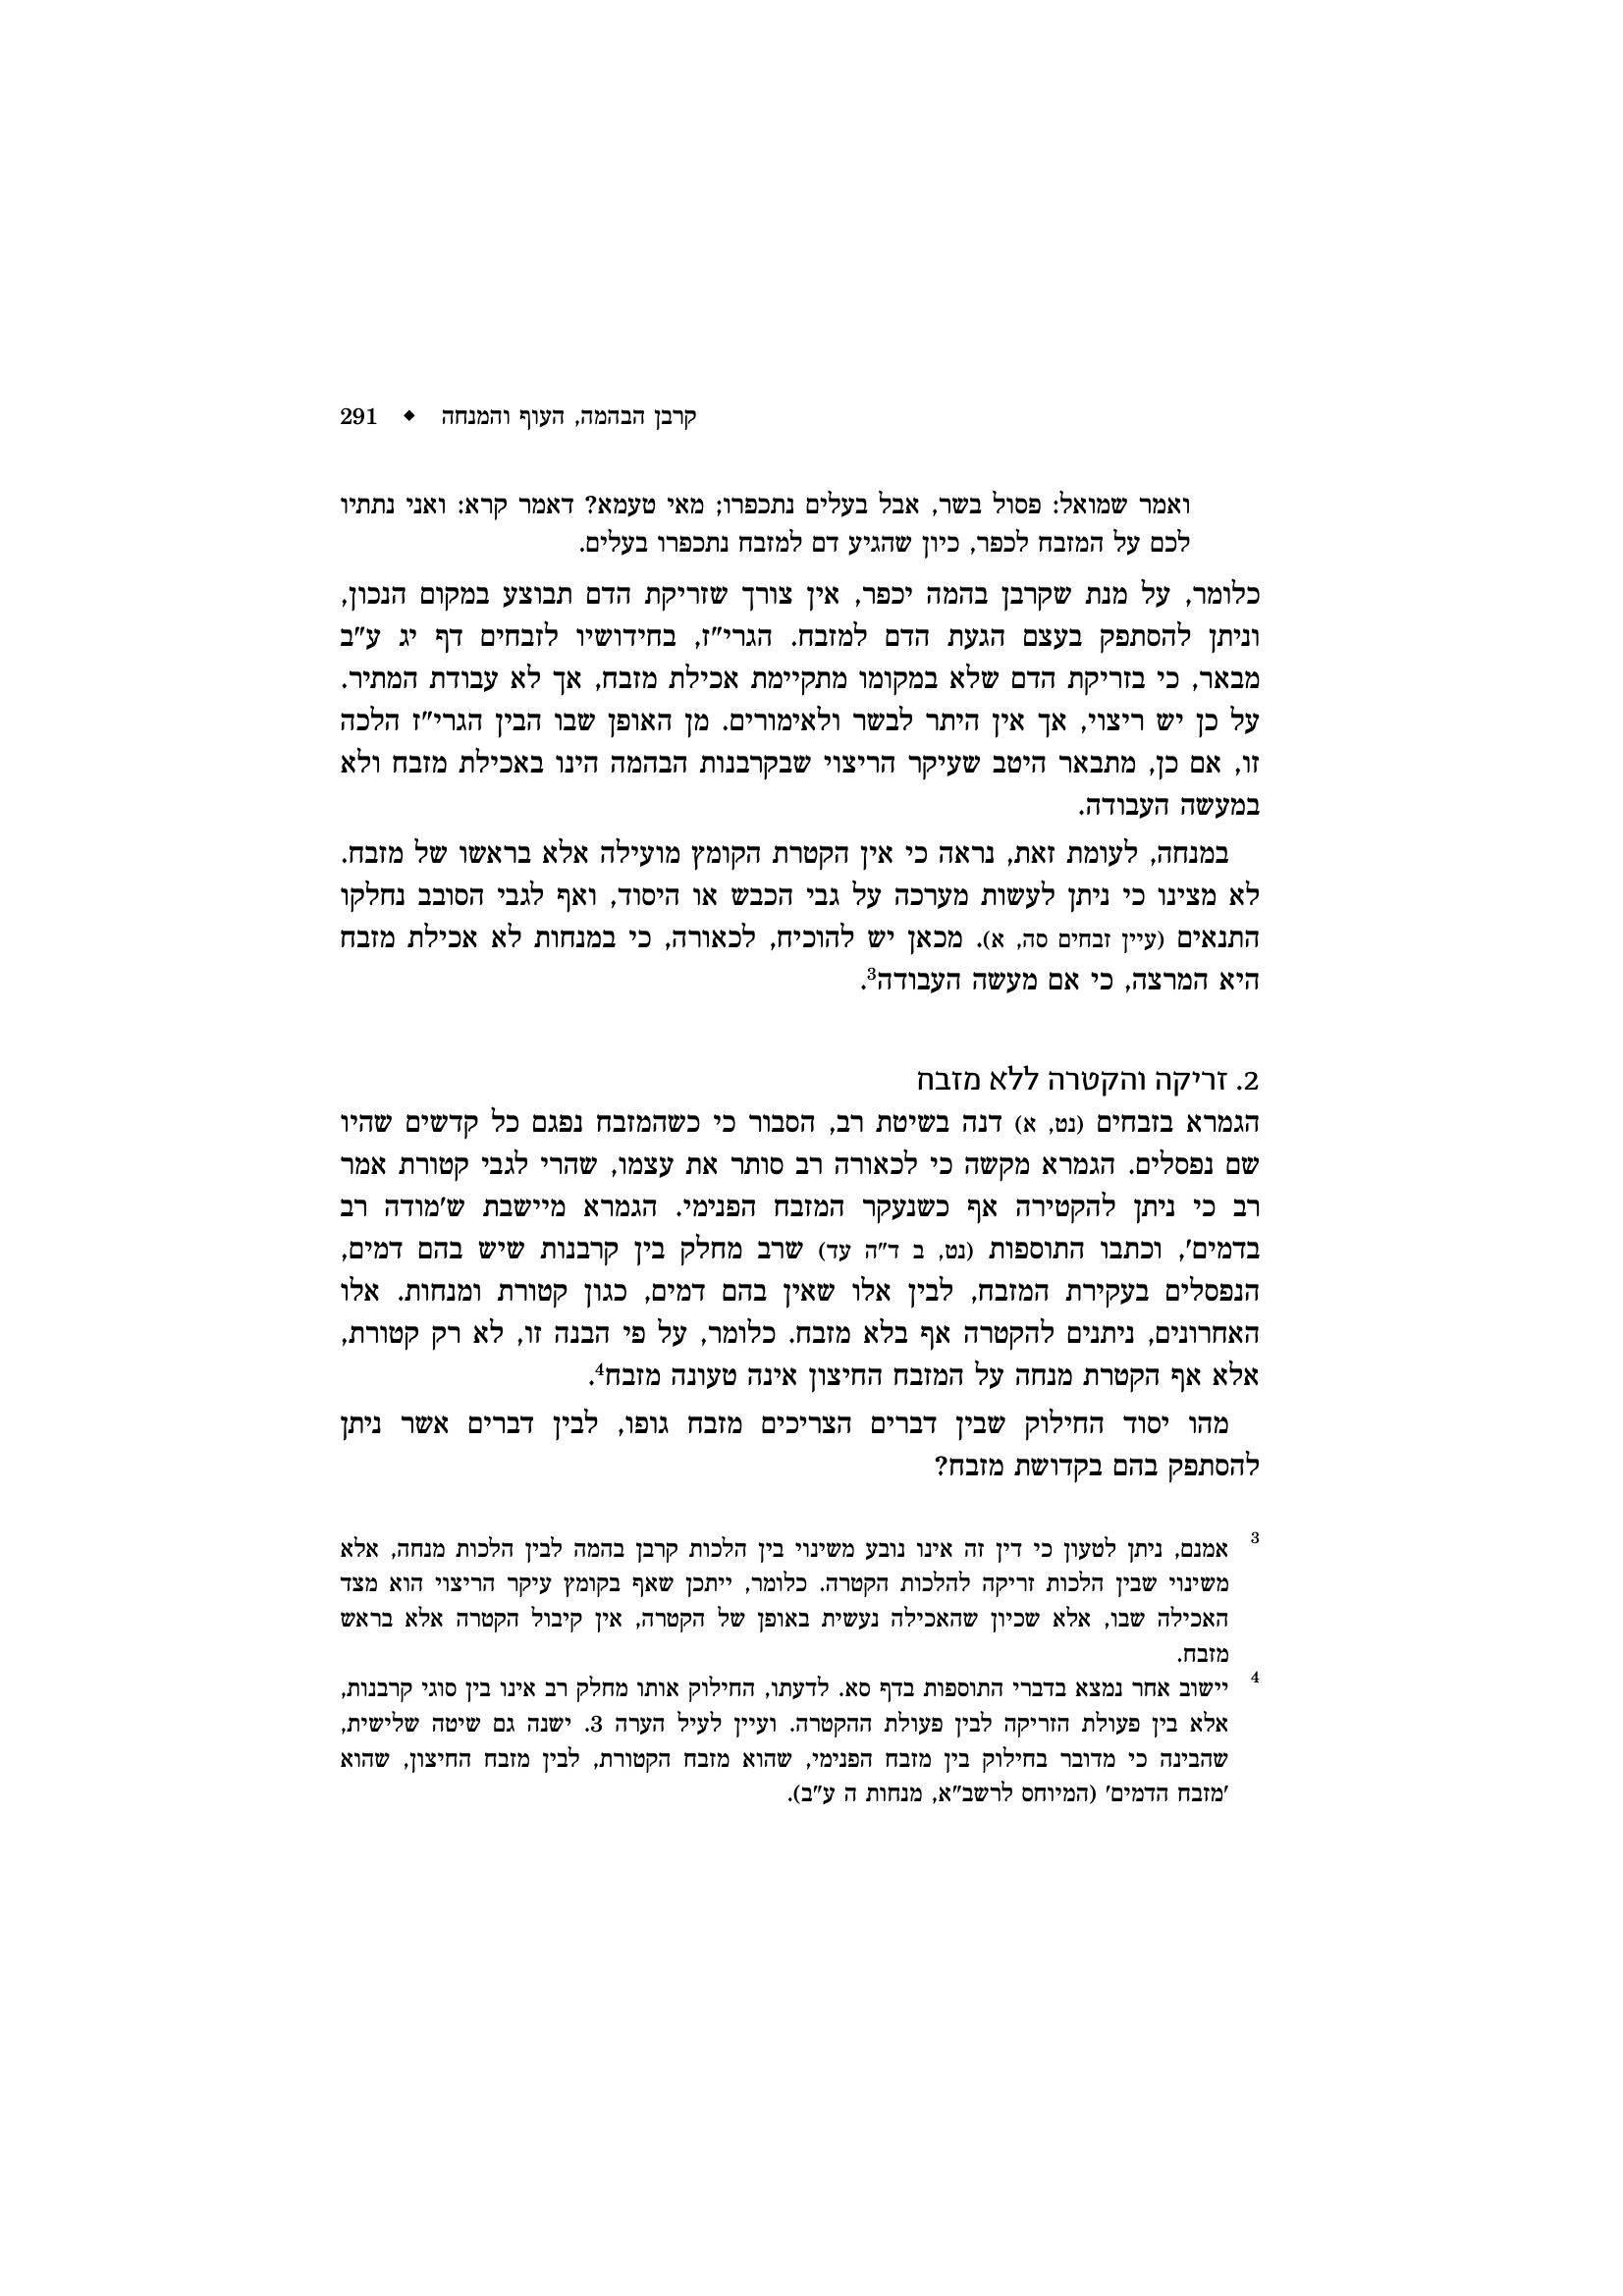 קרבן הבהמה, העוף והמנחה ◆ 291
ואמר שמואל: פסול בשר, אבל בעלים נתכפרו; מאי טעמא? דאמר קרא: ואני נתתיו
לכם על המזבח לכפר, כיון שהגיע דם למזבח נתכפרו בעלים.
כלומר, על מנת שקרבן בהמה יכפר, אין צורך שזריקת הדם תבוצע במקום הנכון,
וניתן להסתפק בעצם הגעת הדם למזבח. הגרי"ז, בחידושיו לזבחים דף יג ע"ב
מבאר, כי בזריקת הדם שלא במקומו מתקיימת אכילת מזבח, אך לא עבודת המתיר.
על כן יש ריצוי, אך אין היתר לבשר ולאימורים. מן האופן שבו הבין הגרי"ז הלכה
זו, אם כן, מתבאר היטב שעיקר הריצוי שבקרבנות הבהמה הינו באכילת מזבח ולא
במעשה העבודה.
במנחה, לעומת זאת, נראה כי אין הקטרת הקומץ מועילה אלא בראשו של מזבח.
לא מצינו כי ניתן לעשות מערכה על גבי הכבש או היסוד, ואף לגבי הסובב נחלקו
התנאים (עיין זבחים סה, א). מכאן יש להוכיח, לכאורה, כי במנחות לא אכילת מזבח
היא המרצה, כי אם מעשה העבודה3.
2. זריקה והקטרה ללא מזבח
הגמרא בזבחים (נט, א) דנה בשיטת רב, הסבור כי כשהמזבח נפגם כל קדשים שהיו
שם נפסלים. הגמרא מקשה כי לכאורה רב סותר את עצמו, שהרי לגבי קטורת אמר
רב כי ניתן להקטירה אף כשנעקר המזבח הפנימי. הגמרא מיישבת ש'מודה רב
בדמים', וכתבו התוספות (נט, ב ד"ה עד) שרב מחלק בין קרבנות שיש בהם דמים,
הנפסלים בעקירת המזבח, לבין אלו שאין בהם דמים, כגון קטורת ומנחות. אלו
האחרונים, ניתנים להקטרה אף בלא מזבח. כלומר, על פי הבנה זו, לא רק קטורת,
אלא אף הקטרת מנחה על המזבח החיצון אינה טעונה מזבח4.
מהו יסוד החילוק שבין דברים הצריכים מזבח גופו, לבין דברים אשר ניתן
להסתפק בהם בקדושת מזבח?
3 אמנם, ניתן לטעון כי דין זה אינו נובע משינוי בין הלכות קרבן בהמה לבין הלכות מנחה, אלא
משינוי שבין הלכות זריקה להלכות הקטרה. כלומר, ייתכן שאף בקומץ עיקר הריצוי הוא מצד
האכילה שבו, אלא שכיון שהאכילה נעשית באופן של הקטרה, אין קיבול הקטרה אלא בראש
מזבח.
4 יישוב אחר נמצא בדברי התוספות בדף סא. לדעתו, החילוק אותו מחלק רב אינו בין סוגי קרבנות,
אלא בין פעולת הזריקה לבין פעולת ההקטרה. ועיין לעיל הערה 3. ישנה גם שיטה שלישית,
שהבינה כי מדובר בחילוק בין מזבח הפנימי, שהוא מזבח הקטורת, לבין מזבח החיצון, שהוא
'מזבח הדמים' (המיוחס לרשב"א, מנחות ה ע"ב).